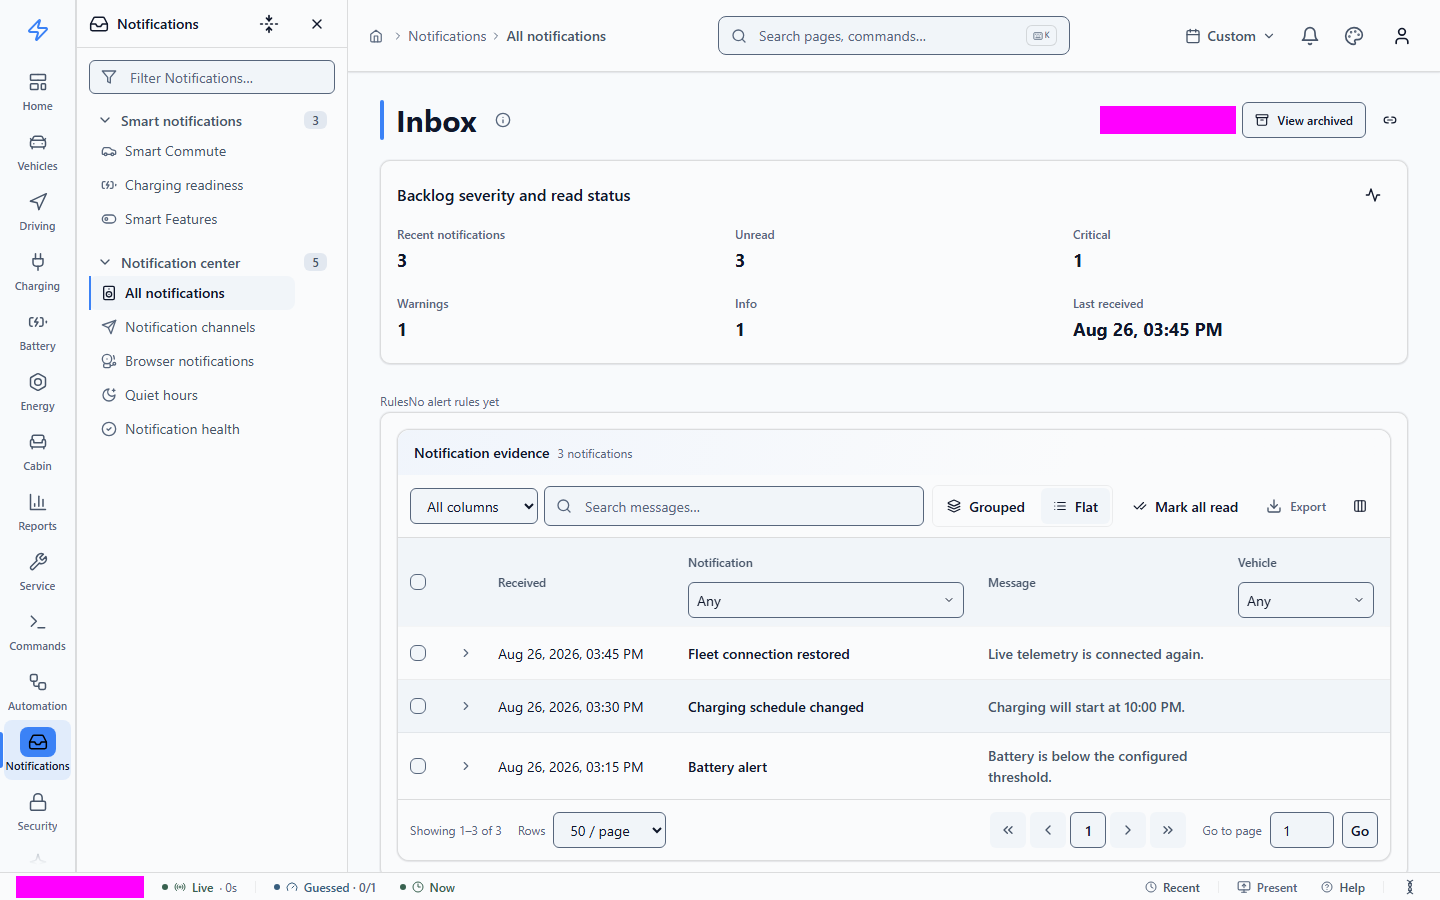 Notifications
Filter Notifications...
Smart notifications 3
Smart Commute
Charging readiness
Smart Features
Notification center 5
All notifications
Notification channels
Browser notifications
Quiet hours
Notification health
Home
Vehicles
Driving
Charging
Battery
Energy
Cabin
Reports
Service
Commands
Automation
Notifications
Security
Notifications All notifications
Search pages, commands... K
Custom
Inbox
View archived
Backlog severity and read status
Recent notifications Unread Critical
3 3 1
Warnings Info Last received
1 1 Aug 26, 03:45 PM
RulesNo alert rules yet
Notification evidence 3 notifications
All columns Search messages... Grouped Flat Mark all read Export
Received Notification Message Vehicle
Any Any
Aug 26, 2026, 03:45 PM Fleet connection restored Live telemetry is connected again.
Aug 26, 2026, 03:30 PM Charging schedule changed Charging will start at 10:00 PM.
Aug 26, 2026, 03:15 PM Battery alert Battery is below the configured
threshold.
Showing 1–3 of 3 Rows 50 / page 1 Go to page 1 Go
Live · 0s Guessed · 0/1 Now Recent Present Help